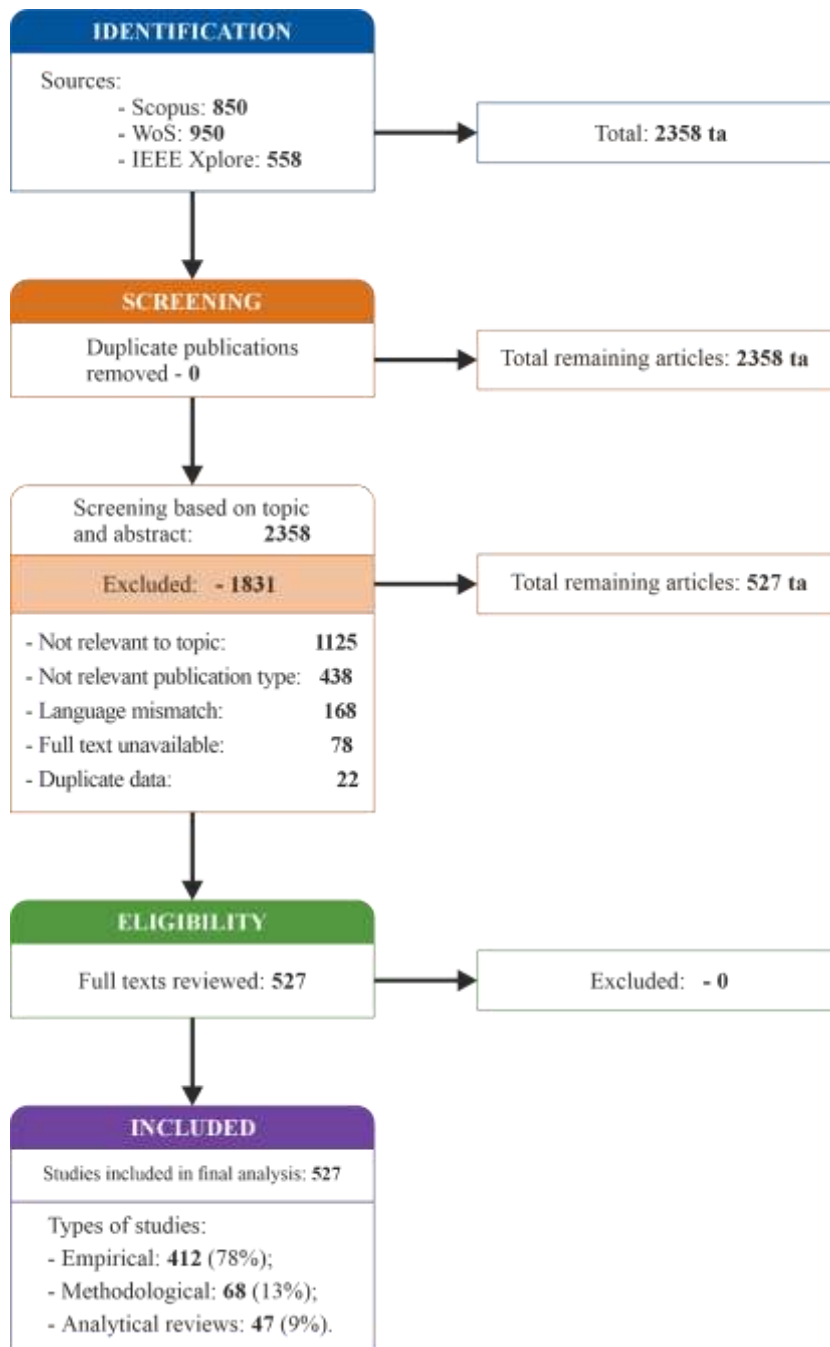 IDENTIFICATION
Sources:
- Scopus: 850
- WoS: 950
- IEEE Xplore: 558
Total: 2358 ta
SCREENING
Duplicate publications
removed - 0
Total remaining articles: 2358 ta
Screening based on topic
and abstract: 2358
Excluded: - 1831
Total remaining articles: 527 ta
- Not relevant to topic: 1125
- Not relevant publication type: 438
- Language mismatch: 168
- Full text unavailable: 78
- Duplicate data: 22
ELIGIBILITY
Full texts reviewed: 527
Excluded: - 0
INCLUDED
Studies included in final analysis: 527
Types of studies:
- Empirical: 412 (78%);
- Methodological: 68 (13%);
- Analytical reviews: 47 (9%).